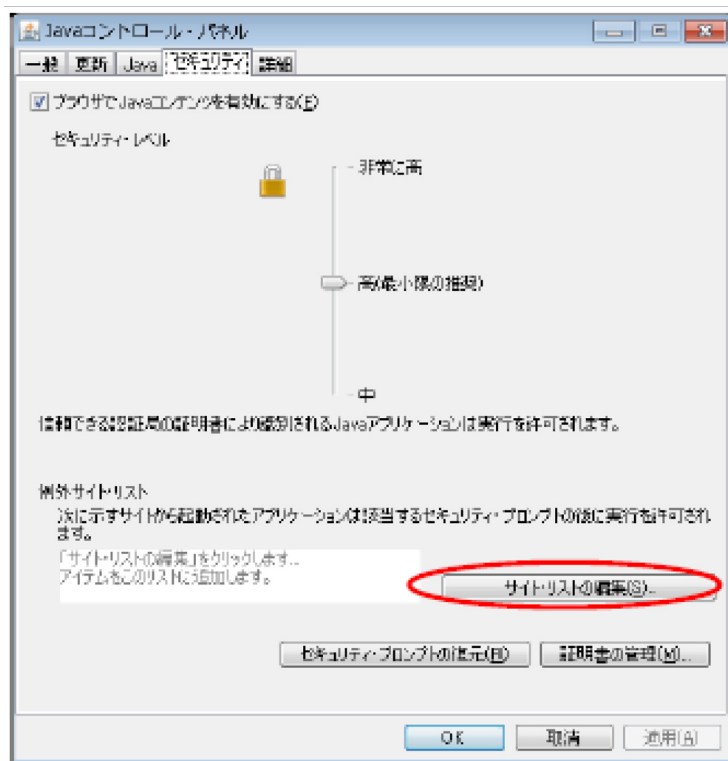 Javaコントロール・パネル
一般 更新 Java セキュリティ 詳細
ブラウザでJavaコンテンツを有効にする(E)
セキュリティ・レベル
- 非常に高
- 高(最小限の推奨)
- 中
信頼できる認証局の証明書により識別されるJavaアプリケーションは実行を許可されます。
例外サイト・リスト
次に示すサイトから起動されたアプリケーションは該当するセキュリティ・プロンプトの後に実行を許可され
ます。
「サイト・リストの編集」をクリックします...
アイテムをこのリストに追加します。
サイト・リストの編集(S)...
セキュリティ・プロンプトの復元(R) 証明書の管理(M)...
OK 取消 適用(A)